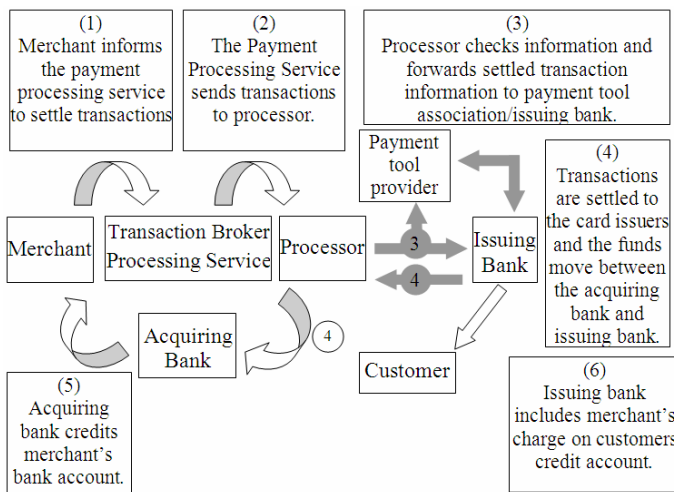 (1)
Merchant informs
the payment
processing service
to settle transactions
(2)
The Payment
Processing Service
sends transactions
to processor.
(3)
Processor checks information and
forwards settled transaction
information to payment tool
association/issuing bank.
Payment
tool
provider
(4)
Transactions
are settled to
the card issuers
and the funds
move between
the acquiring
bank and
issuing bank.
Merchant
Transaction Broker
Processing Service
Processor
3
4
Issuing
Bank
Acquiring
Bank
4
Customer
(5)
Acquiring
bank credits
merchant's
bank account.
(6)
Issuing bank
includes merchant's
charge on customers
credit account.